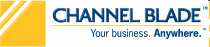 CHANNEL BLADE™
Your business. Anywhere.™